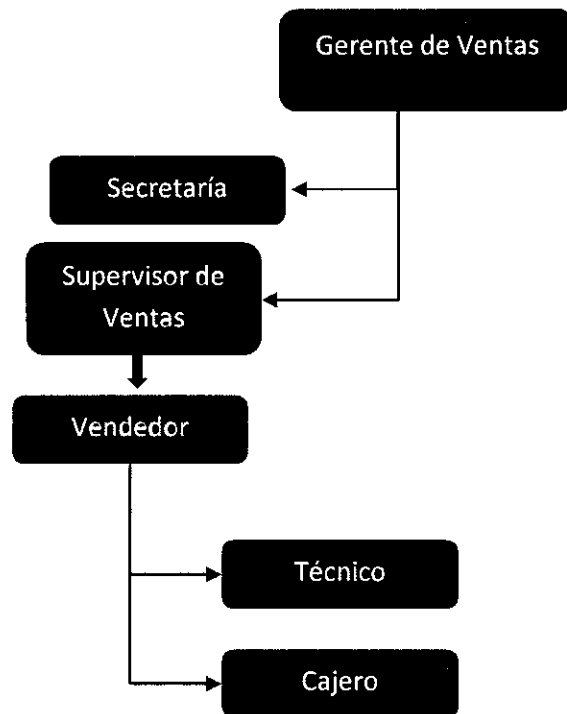 Gerente de Ventas
Secretaría
Supervisor de
Ventas
Vendedor
Técnico
Cajero